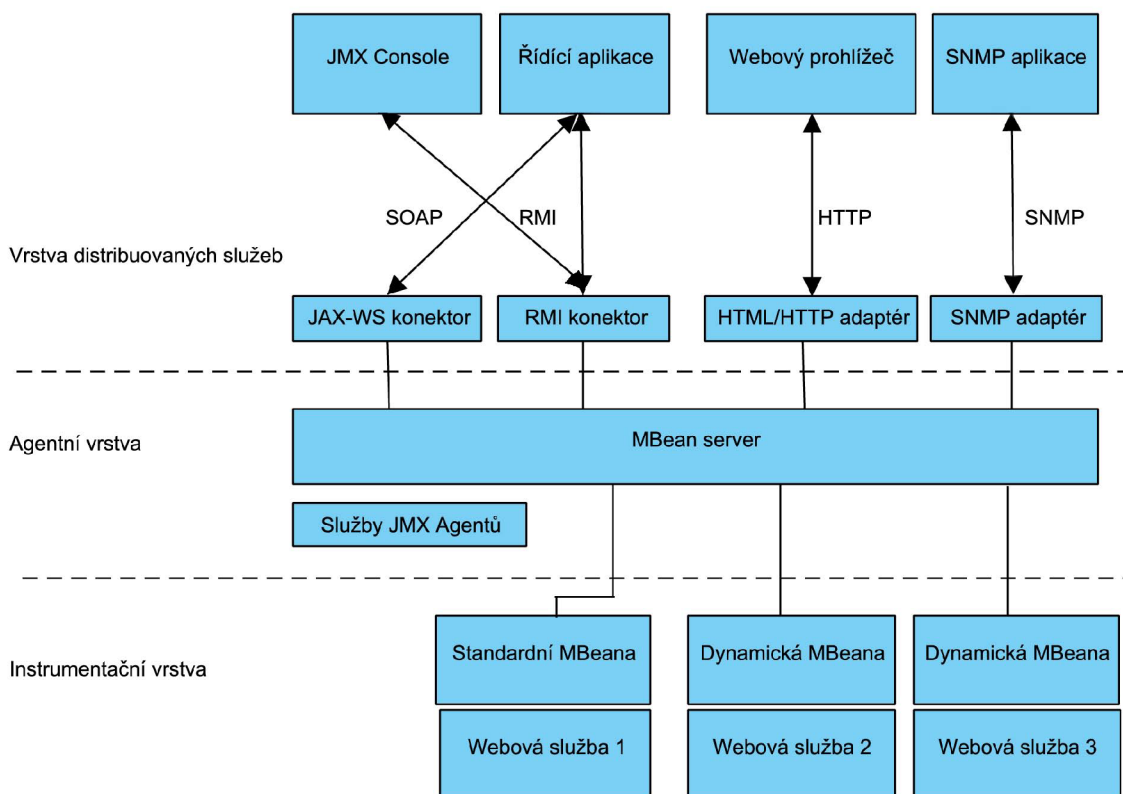 JMX Console
Řídící aplikace
Webový prohlížeč
SNMP aplikace
SOAP
RMI
HTTP
SNMP
Vrstva distribuovaných služeb
JAX-WS konektor
RMI konektor
HTML/HTTP adaptér
SNMP adaptér
Agentní vrstva
MBean server
Služby JMX Agentů
Instrumentační vrstva
Standardní MBeana
Dynamická MBeana
Dynamická MBeana
Webová služba 1
Webová služba 2
Webová služba 3